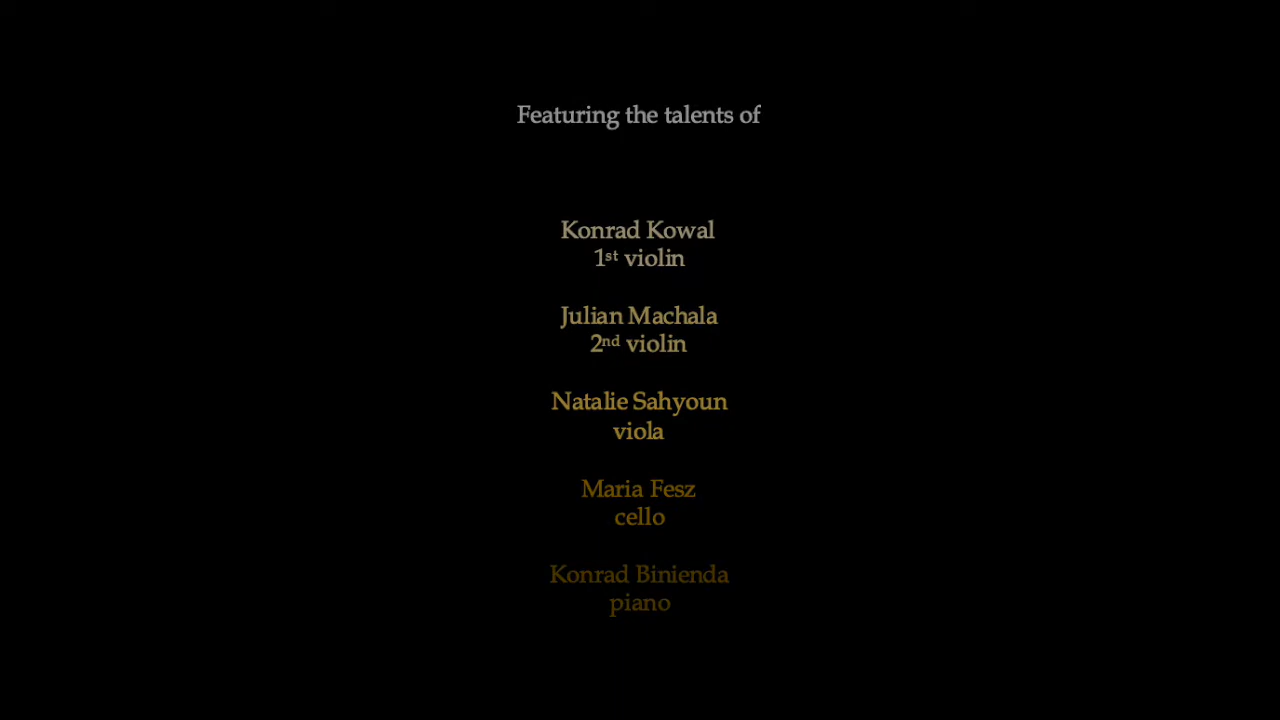 Featuring the talents of
Konrad Kowal
1st violin
Julian Machala
2nd violin
Natalie Sahyoun
viola
Maria Fesz
cello
Konrad Binienda
piano